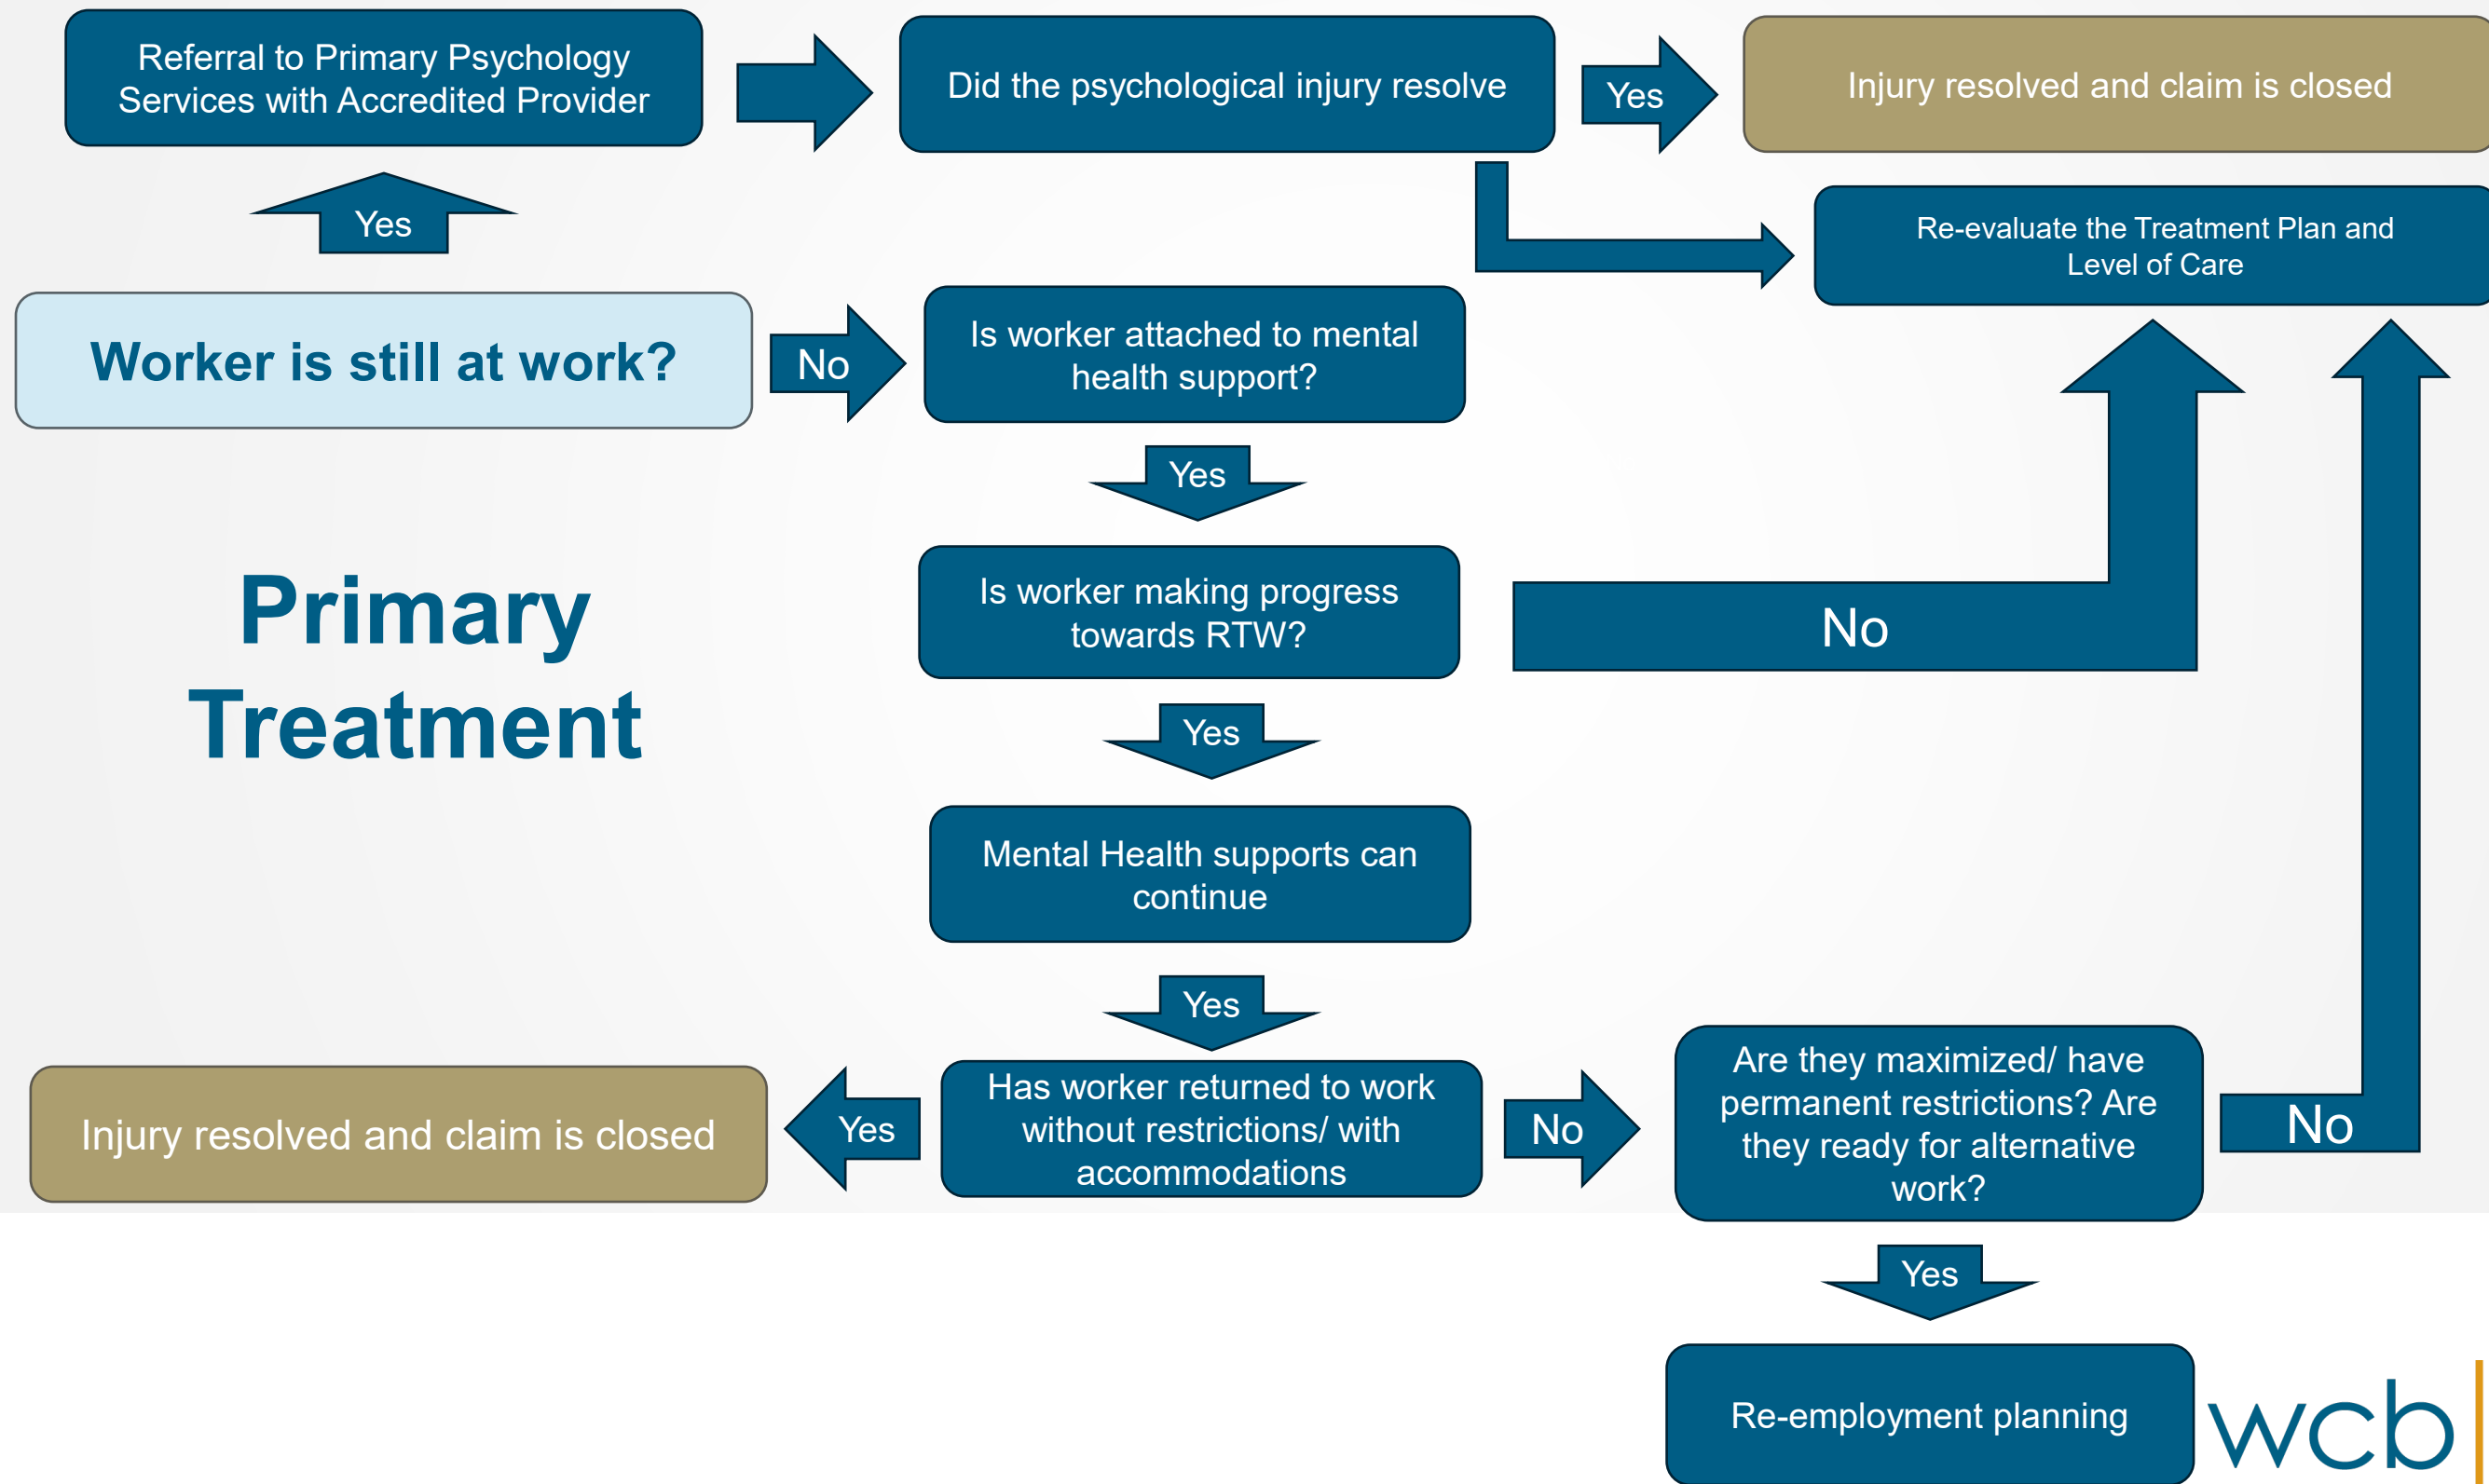 Referral to Primary Psychology
Services with Accredited Provider
Did the psychological injury resolve
Yes
Injury resolved and claim is closed
Yes
Re-evaluate the Treatment Plan and
Level of Care
Worker is still at work?
No
Is worker attached to mental
health support?
Yes
Primary
Treatment
Is worker making progress
towards RTW?
No
Yes
Mental Health supports can
continue
Yes
Injury resolved and claim is closed
Yes
Has worker returned to work
without restrictions/ with
accommodations
No
Are they maximized/ have
permanent restrictions? Are
they ready for alternative
work?
No
Yes
Re-employment planning
wcb